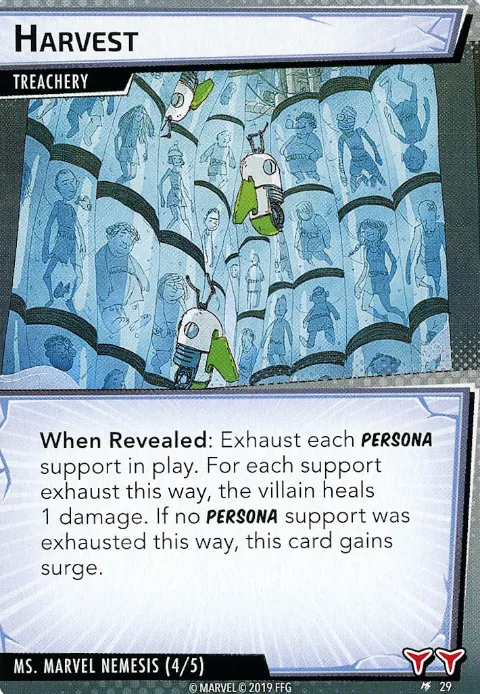 HARVEST
TREACHERY
When Revealed: Exhaust each PERSONA
support in play. For each support
exhaust this way, the villain heals
1 damage. If no PERSONA support was
exhausted this way, this card gains
surge.
MS. MARVEL NEMESIS (4/5)
© MARVEL © 2019 FFG
29